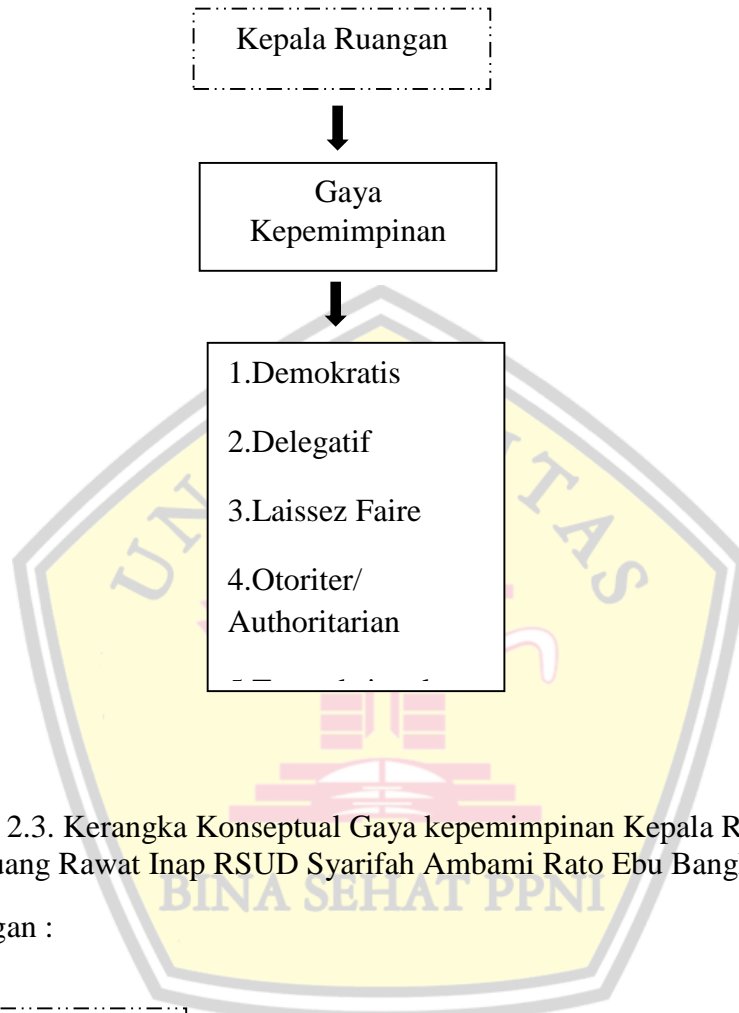 Kepala Ruangan
Gaya
Kepemimpinan
1.Demokratis
2.Delegatif
3.Laissez Faire
4.Otoriter/
Authoritarian
2.3. Kerangka Konseptual Gaya kepemimpinan Kepala R
uang Rawat Inap RSUD Syarifah Ambami Rato Ebu Bang
BINA SEHAT PPNI
gan :